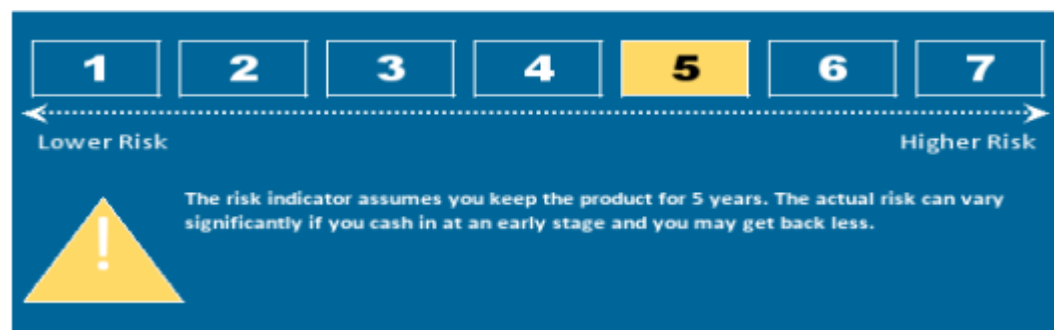 1 2 3 4 5 6 7
Lower Risk Higher Risk
!
The risk indicator assumes you keep the product for 5 years. The actual risk can vary
significantly if you cash in at an early stage and you may get back less.